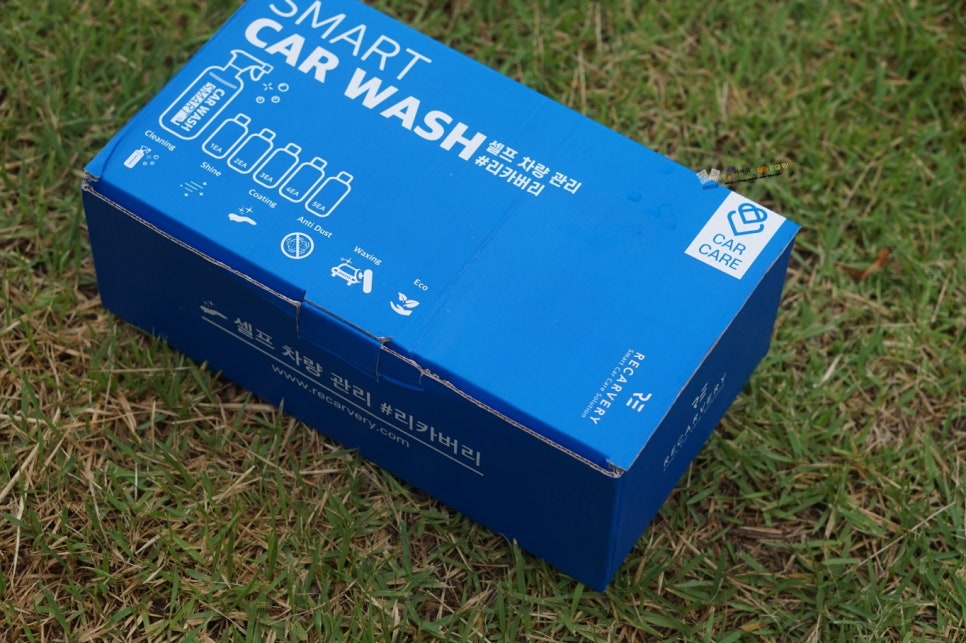 SMART
CAR WASH
셀프 차량 관리
#리카버리
CAR WASH
1EA
2EA
3EA
4EA
5EA
Cleaning
Shine
Coating
Anti Dust
Waxing
Eco
CAR
CARE
RECARVERY
Smart Car Care Solution
셀프 차량 관리 #리카버리
www.recarvery.com
RE
RECARVERY